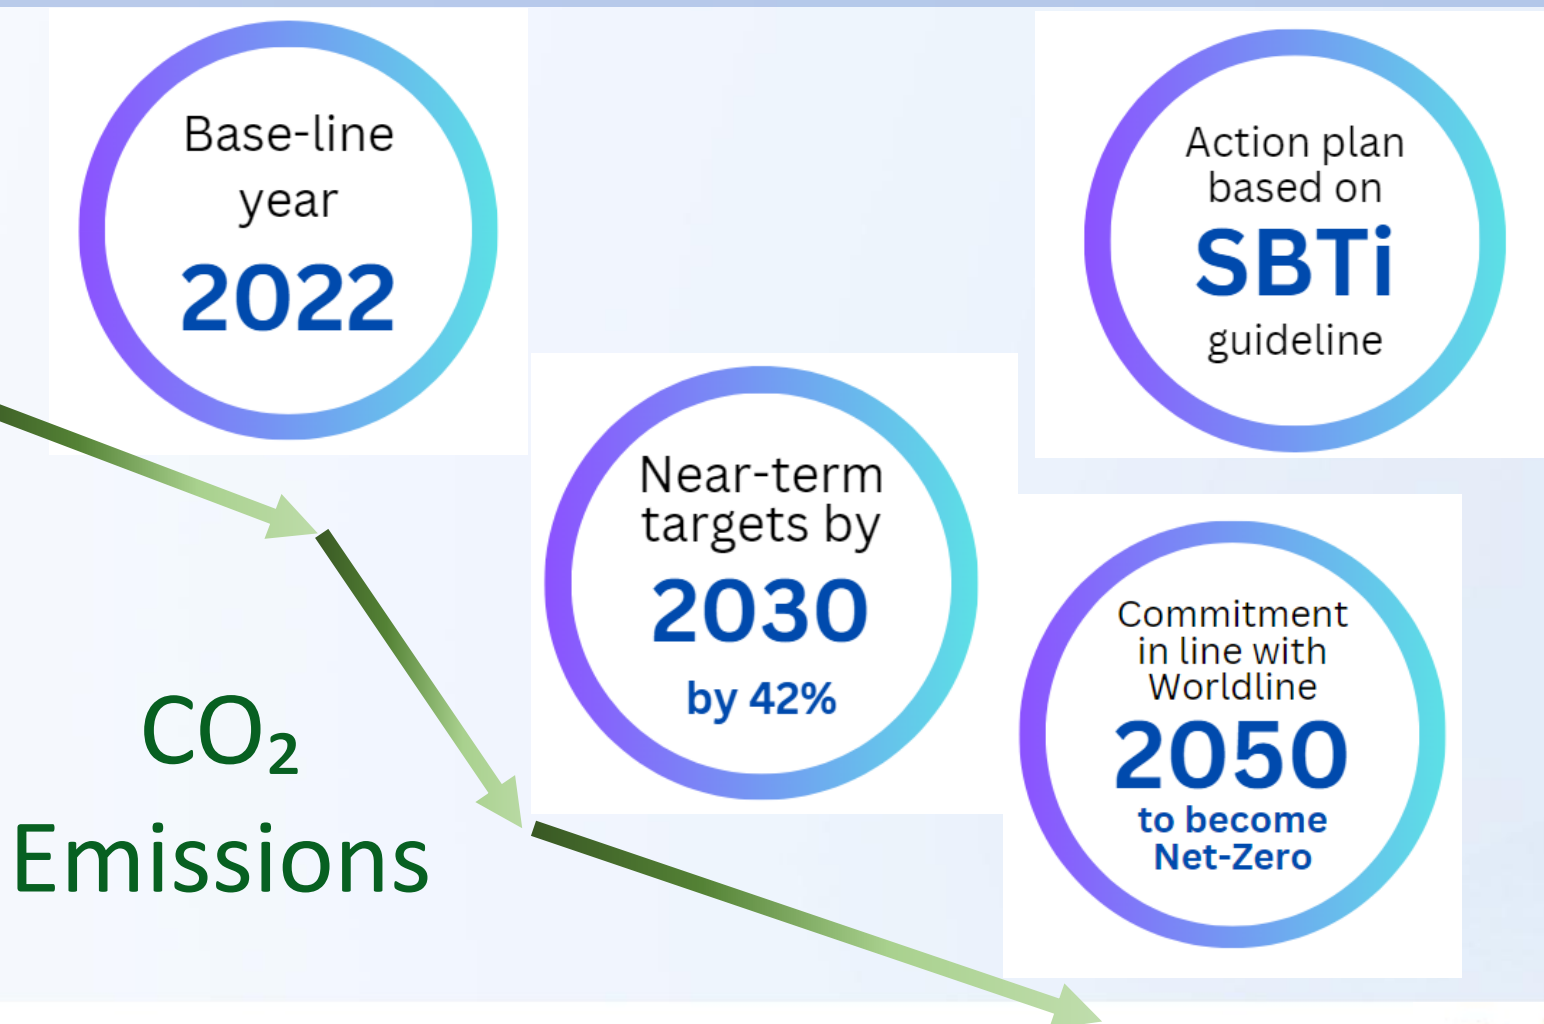 Base-line
year
2022
Action plan
based on
SBTi
guideline
Near-term
targets by
2030
by 42%
Commitment
in line with
Worldline
2050
to become
Net-Zero
CO₂
Emissions